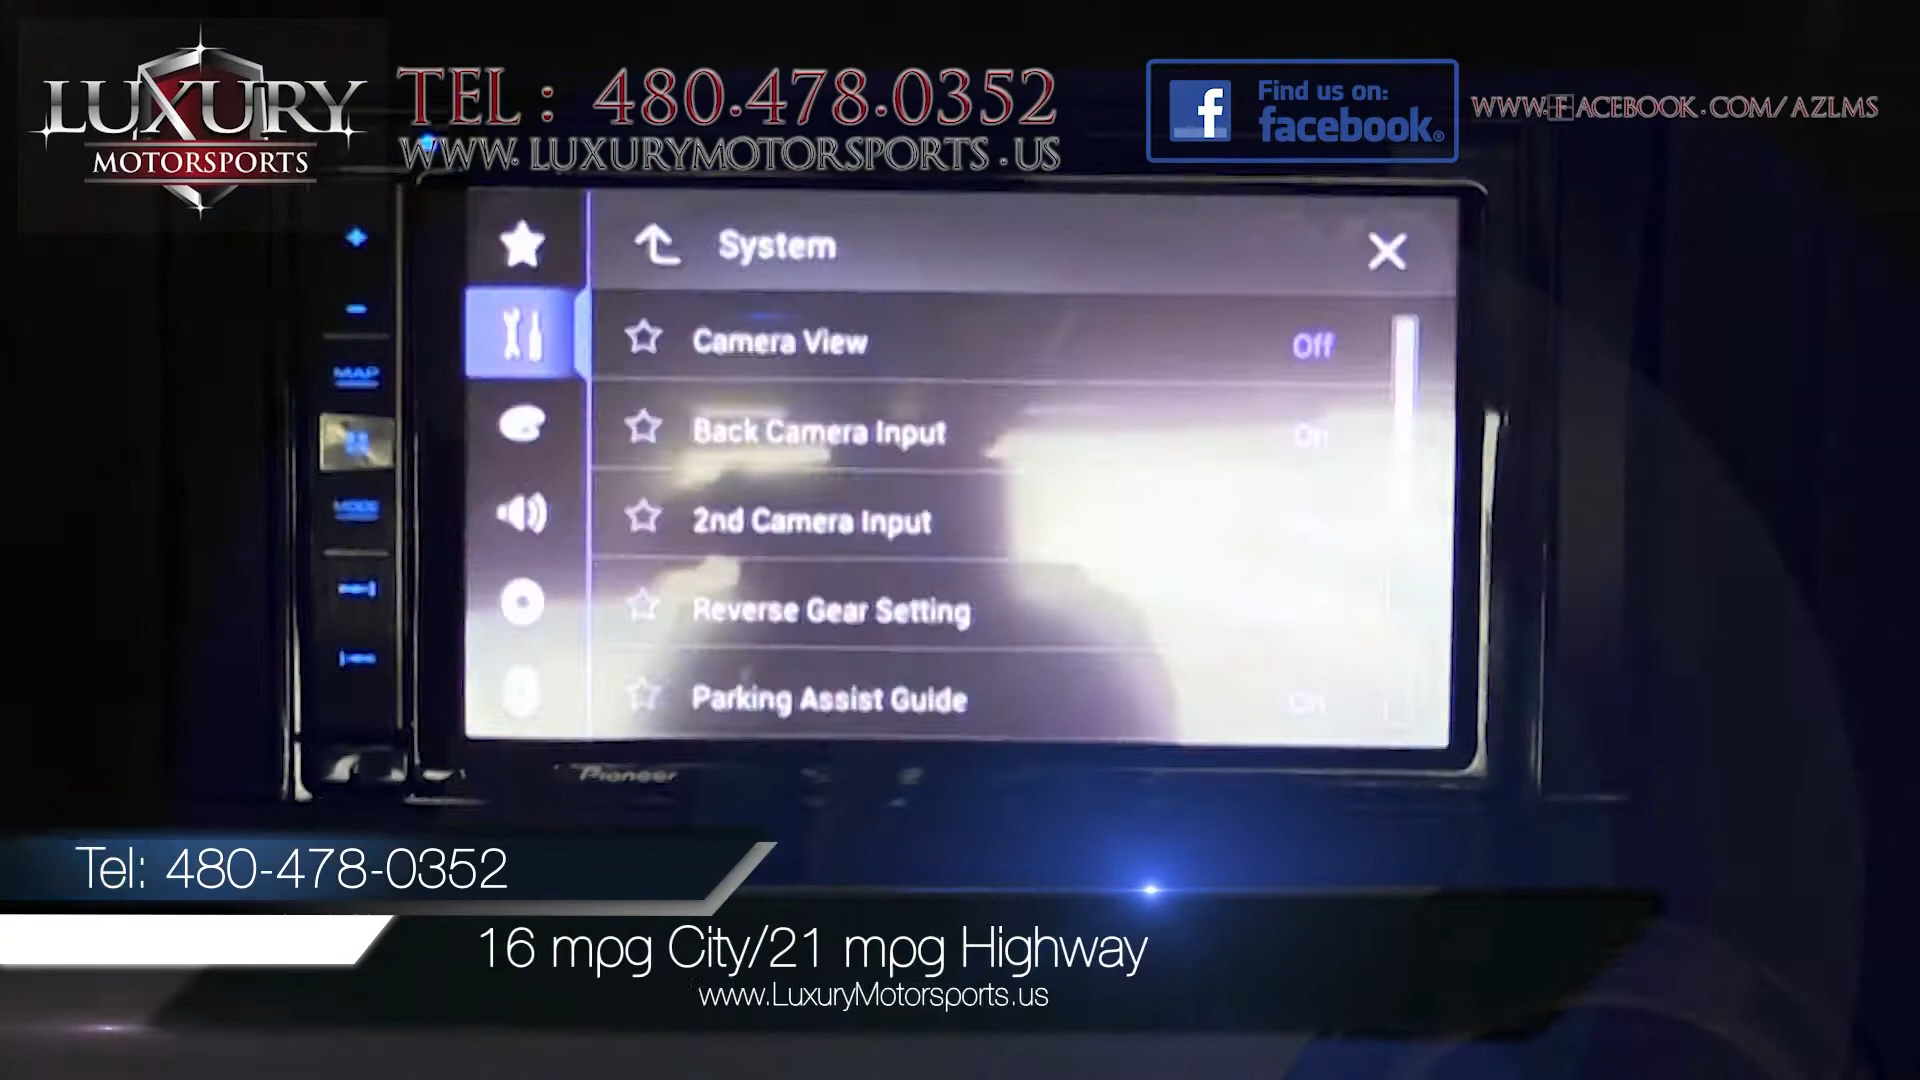 LUXURY
MOTORSPORTS
TEL : 480.478.0352
WWW.LUXURYMOTORSPORTS.US
f
Find us on:
facebook®
WWW.FACEBOOK.COM/AZLMS
System
Camera View Off
Back Camera Input On
2nd Camera Input
Reverse Gear Setting
Parking Assist Guide On
MAP
MODE
Pioneer
Tel: 480-478-0352
16 mpg City/21 mpg Highway
www.LuxuryMotorsports.us